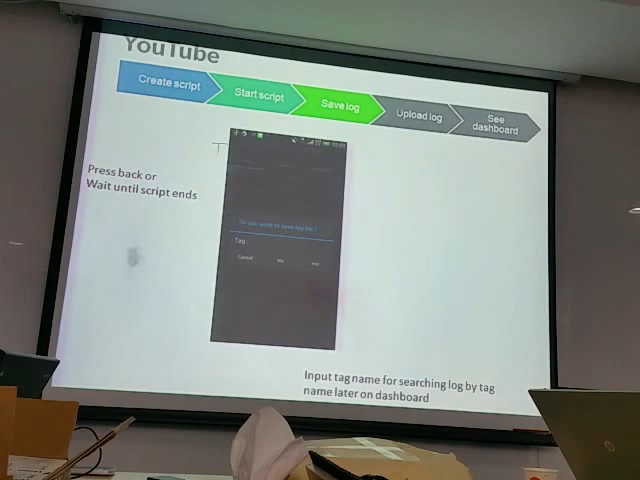 YouTube
Create script
Start script
Save log
Upload log
See
dashboard
Press back or
Wait until script ends
Do you want to save log file ?
Tag :
Cancel
No
Yes
Input tag name for searching log by tag
name later on dashboard